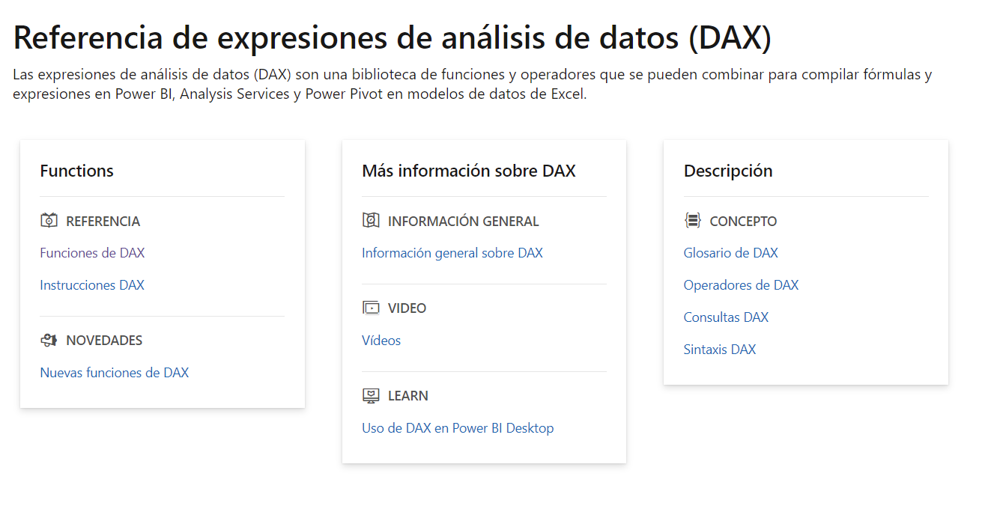 Referencia de expresiones de análisis de datos (DAX)
Las expresiones de análisis de datos (DAX) son una biblioteca de funciones y operadores que se pueden combinar para compilar fórmulas y
expresiones en Power BI, Analysis Services y Power Pivot en modelos de datos de Excel.
Functions
REFERENCIA
Funciones de DAX
Instrucciones DAX
NOVEDADES
Nuevas funciones de DAX
Más información sobre DAX
INFORMACIÓN GENERAL
Información general sobre DAX
VIDEO
Vídeos
LEARN
Uso de DAX en Power BI Desktop
Descripción
CONCEPTO
Glosario de DAX
Operadores de DAX
Consultas DAX
Sintaxis DAX